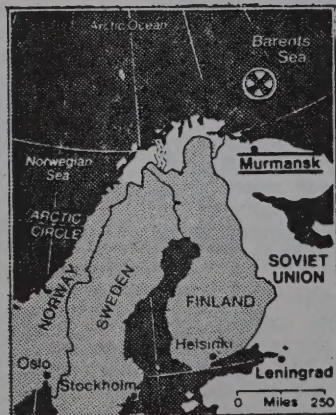 Arctic Ocean
Barents
Sea
Murmansk
Norwegian
Sea
ARCTIC
CIRCLE
SOVIET
UNION
NORWAY
SWEDEN
FINLAND
Helsinki
Oslo
Leningrad
Stockholm
0 Miles 250